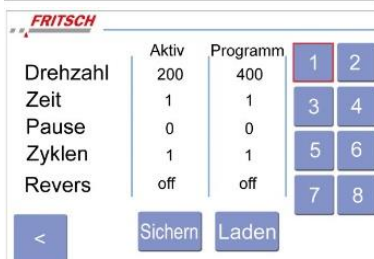 FRITSCH
Aktiv Programm
Drehzahl 200 400
Zeit 1 1
Pause 0 0
Zyklen 1 1
Revers off off
1 2
3 4
5 6
7 8
< Sichern Laden